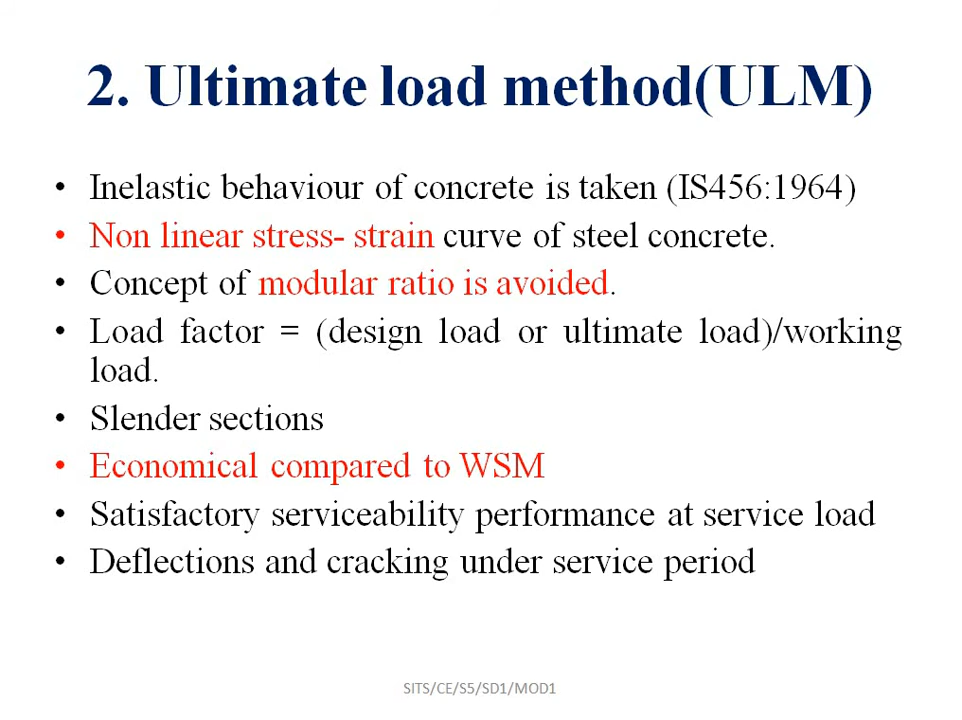 2. Ultimate load method(ULM)
• Inelastic behaviour of concrete is taken (IS456:1964)
• Non linear stress- strain curve of steel concrete.
• Concept of modular ratio is avoided.
• Load factor = (design load or ultimate load)/working
load.
• Slender sections
• Economical compared to WSM
• Satisfactory serviceability performance at service load
• Deflections and cracking under service period
SITS/CE/S5/SD1/MOD1